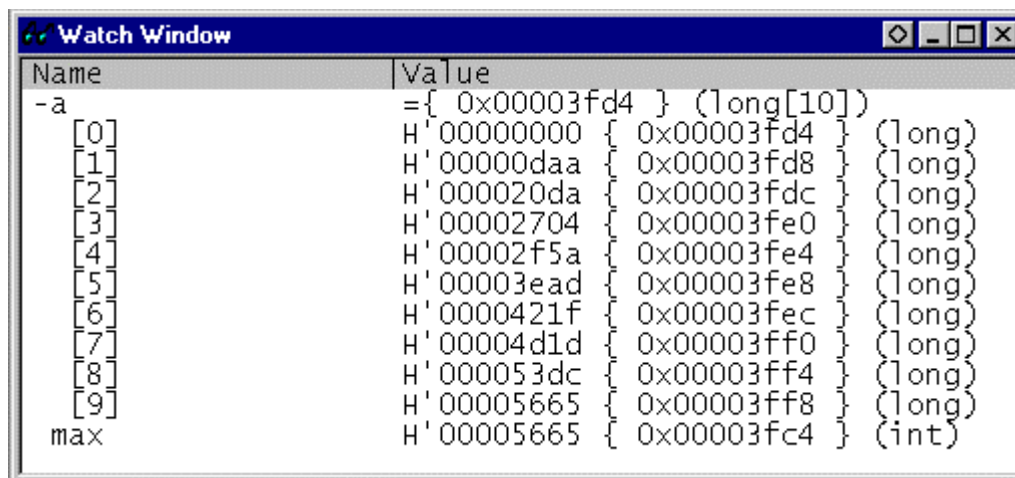 Watch Window
Name Value
-a ={ 0x00003fd4 } (long[10])
[0] H'00000000 { 0x00003fd4 } (long)
[1] H'00000daa { 0x00003fd8 } (long)
[2] H'000020da { 0x00003fdc } (long)
[3] H'00002704 { 0x00003fe0 } (long)
[4] H'00002f5a { 0x00003fe4 } (long)
[5] H'00003ead { 0x00003fe8 } (long)
[6] H'0000421f { 0x00003fec } (long)
[7] H'00004d1d { 0x00003ff0 } (long)
[8] H'000053dc { 0x00003ff4 } (long)
[9] H'00005665 { 0x00003ff8 } (long)
max H'00005665 { 0x00003fc4 } (int)